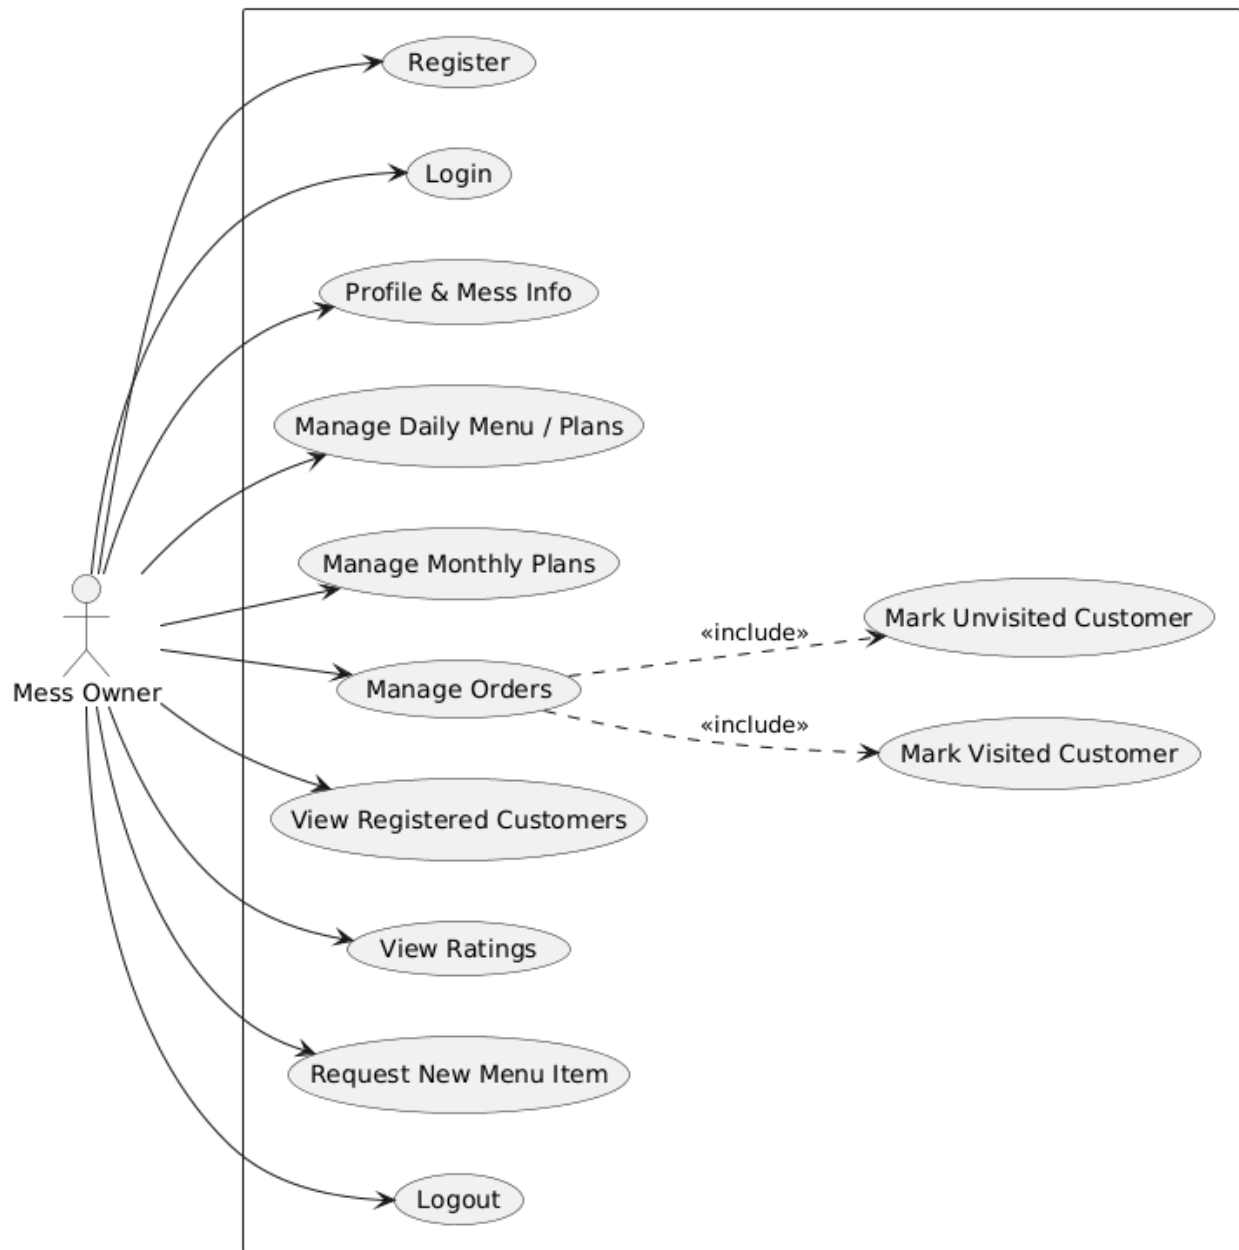 Register
Login
Profile & Mess Info
Manage Daily Menu / Plans
Manage Monthly Plans
Mark Unvisited Customer
«include»
Manage Orders
Mess Owner
«include»
Mark Visited Customer
View Registered Customers
View Ratings
Request New Menu Item
Logout